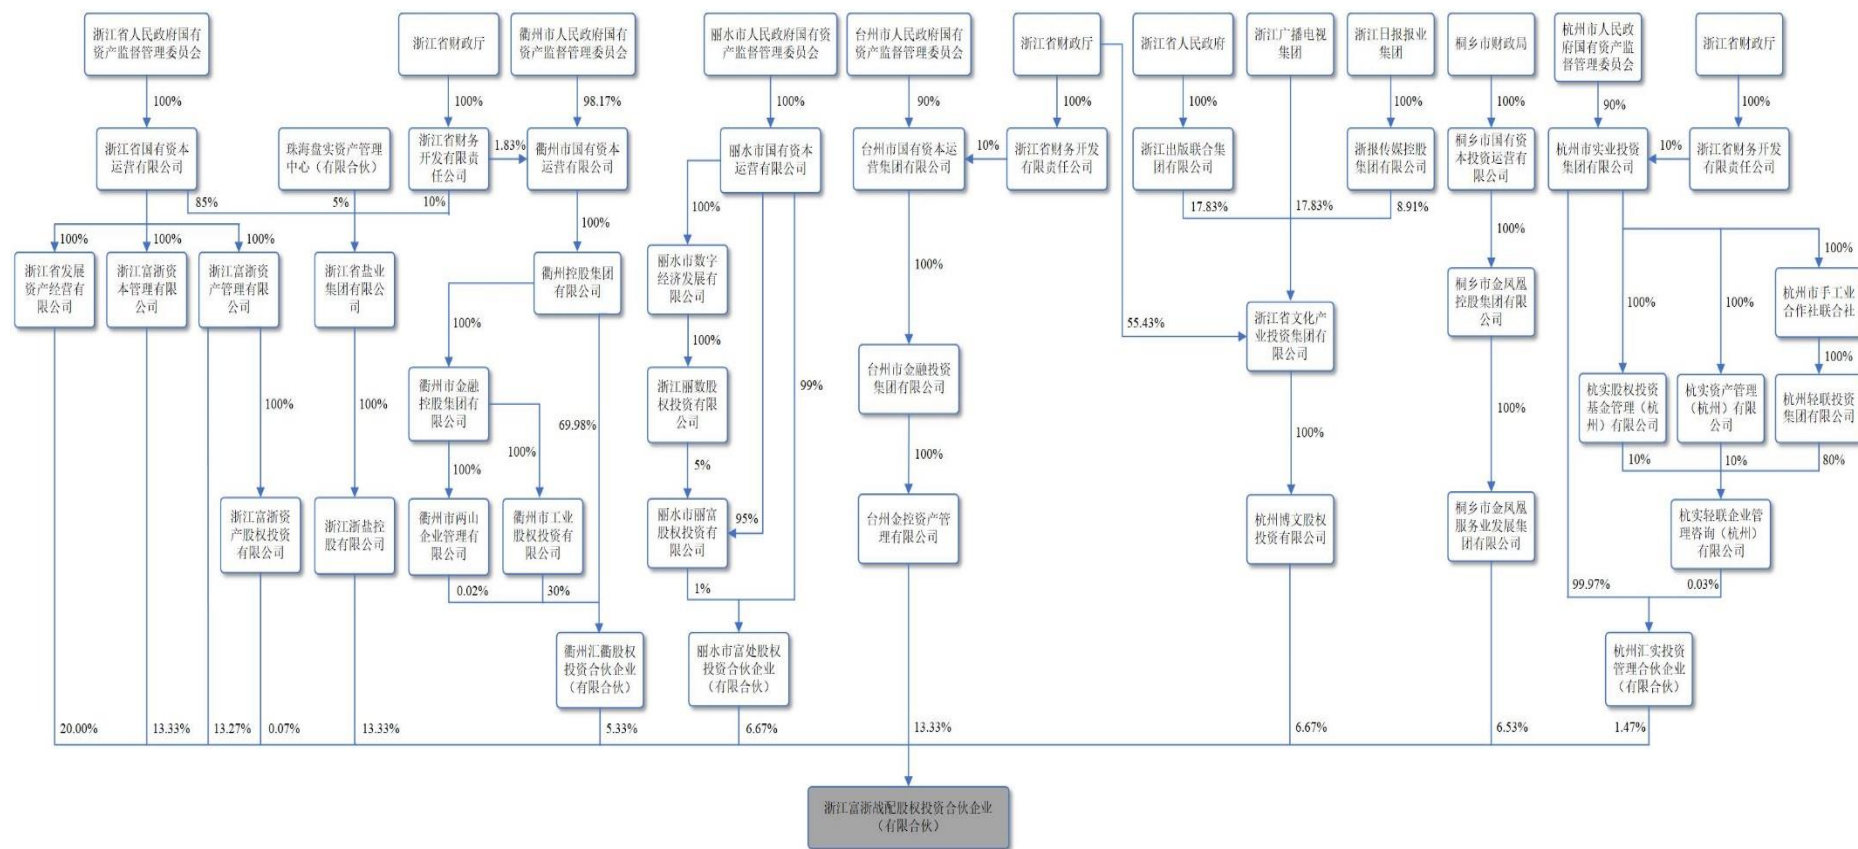 浙江省人民政府国有
资产监督管理委员会
浙江省财政厅
衢州市人民政府国有
资产监督管理委员会
丽水市人民政府国有资
产监督管理委员会
台州市人民政府国有
资产监督管理委员会
浙江省财政厅
浙江省人民政府
浙江广播电视
集团
浙江日报报业
集团
桐乡市财政局
杭州市人民政
府国有资产监
督管理委员会
浙江省财政厅
100%
100%
98.17%
100%
90%
100%
100%
100%
100%
90%
100%
浙江省国有资本
运营有限公司
珠海盘实资产管理
中心（有限合伙）
浙江省财务
开发有限责
任公司
1.83%
衢州市国有资本
运营有限公司
丽水市国有资本
运营有限公司
台州市国有资本运
营集团有限公司
10%
浙江省财务开发
有限责任公司
浙江出版联合集
团有限公司
浙报传媒控股
集团有限公司
桐乡市国有资
本投资运营有
限公司
杭州市实业投资
集团有限公司
10%
浙江省财务开发
有限责任公司
85%
5%
10%
17.83%
17.83%
8.91%
100%
100%
100%
100%
100%
100%
100%
100%
浙江省发展
资产经营有
限公司
浙江富浙资
本管理有限
公司
浙江富浙资
产管理有限
公司
浙江省盐业
集团有限公
司
衢州控股集团
有限公司
丽水市数字
经济发展有
限公司
100%
桐乡市金凤凰
控股集团有限
公司
杭州市手工业
合作社联合社
55.43%
浙江省文化产
业投资集团有
限公司
100%
100%
100%
100%
100%
台州市金融投资
集团有限公司
衢州市金融
控股集团有
限公司
浙江丽数股
权投资有限
公司
99%
杭实股权投资
基金管理（杭
州）有限公司
杭实资产管理
（杭州）有限
公司
杭州轻联投资
集团有限公司
100%
100%
69.98%
100%
100%
100%
100%
100%
5%
100%
10%
10%
80%
浙江富浙资
产股权投资
有限公司
浙江浙盐控
股有限公司
衢州市两山
企业管理有
限公司
衢州市工业
股权投资有
限公司
丽水市丽富
股权投资有
限公司
95%
台州金控资产管
理有限公司
杭州博文股权
投资有限公司
桐乡市金凤凰
服务业发展集
团有限公司
杭实轻联企业管
理咨询（杭州）
有限公司
0.02%
30%
1%
99.97%
0.03%
衢州汇衢股权
投资合伙企业
（有限合伙）
丽水市富处股权
投资合伙企业
（有限合伙）
杭州汇实投资
管理合伙企业
（有限合伙）
20.00%
13.33%
13.27%
0.07%
13.33%
5.33%
6.67%
13.33%
6.67%
6.53%
1.47%
浙江富浙战配股权投资合伙企业
（有限合伙）